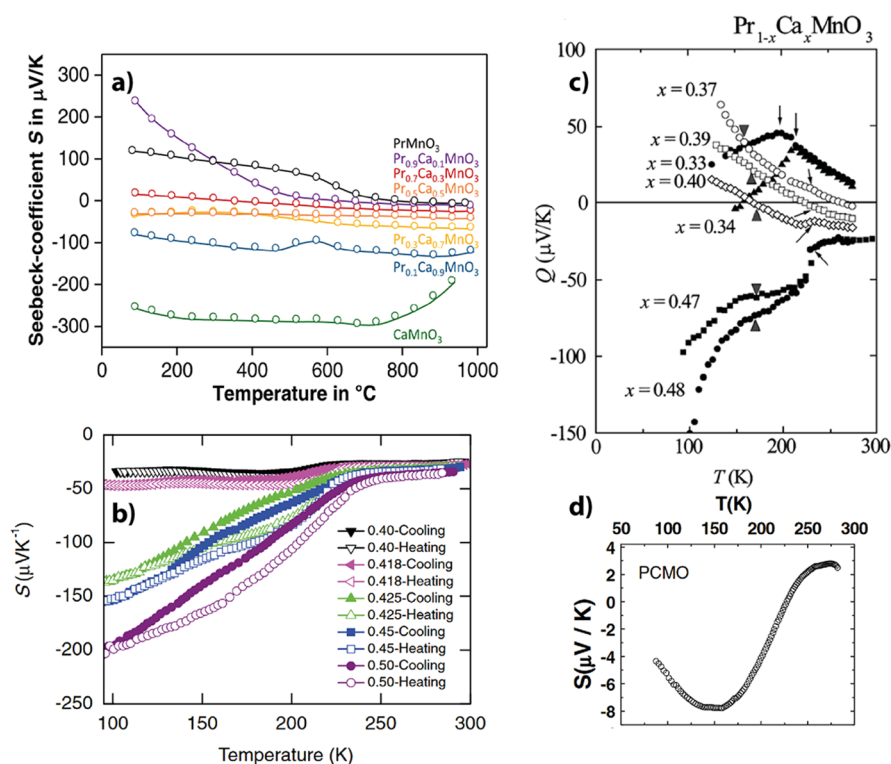 a)
Seebeck-coefficient S in μV/K
300
200
100
0
-100
-200
-300
PrMnO3
Pr0.9Ca0.1MnO3
Pr0.7Ca0.3MnO3
Pr0.5Ca0.5MnO3
Pr0.3Ca0.7MnO3
Pr0.1Ca0.9MnO3
CaMnO3
0 200 400 600 800 1000
Temperature in °C
b)
S (μVK⁻¹)
0
-50
-100
-150
-200
-250
0.40-Cooling
0.40-Heating
0.418-Cooling
0.418-Heating
0.425-Cooling
0.425-Heating
0.45-Cooling
0.45-Heating
0.50-Cooling
0.50-Heating
100 150 200 250 300
Temperature (K)
Pr1-xCaxMnO3
c)
Q (μV/K)
100
50
0
-50
-100
-150
x = 0.37
x = 0.39
x = 0.33
x = 0.40
x = 0.34
x = 0.47
x = 0.48
0 100 200 300
T (K)
d)
T(K)
50 100 150 200 250 300
PCMO
S(μV / K)
4
2
0
-2
-4
-6
-8